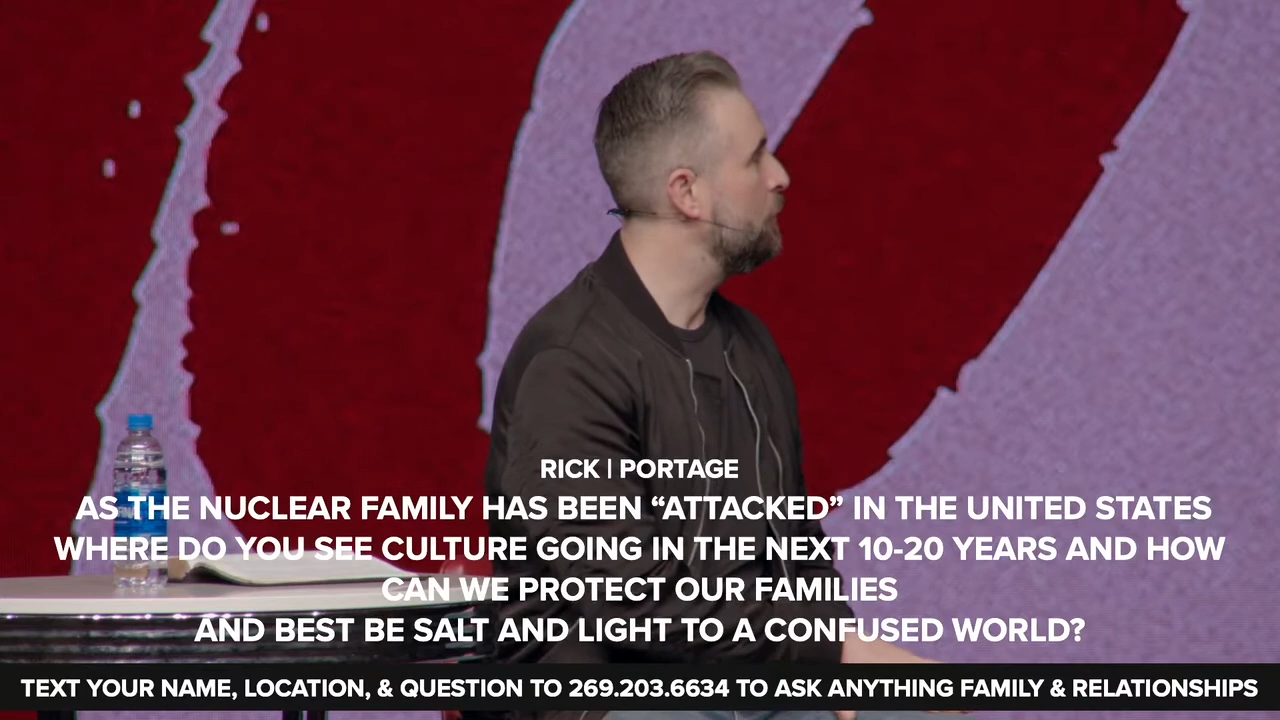 RICK | PORTAGE
AS THE NUCLEAR FAMILY HAS BEEN “ATTACKED” IN THE UNITED STATES
WHERE DO YOU SEE CULTURE GOING IN THE NEXT 10-20 YEARS AND HOW
CAN WE PROTECT OUR FAMILIES
AND BEST BE SALT AND LIGHT TO A CONFUSED WORLD?
TEXT YOUR NAME, LOCATION, & QUESTION TO 269.203.6634 TO ASK ANYTHING FAMILY & RELATIONSHIPS